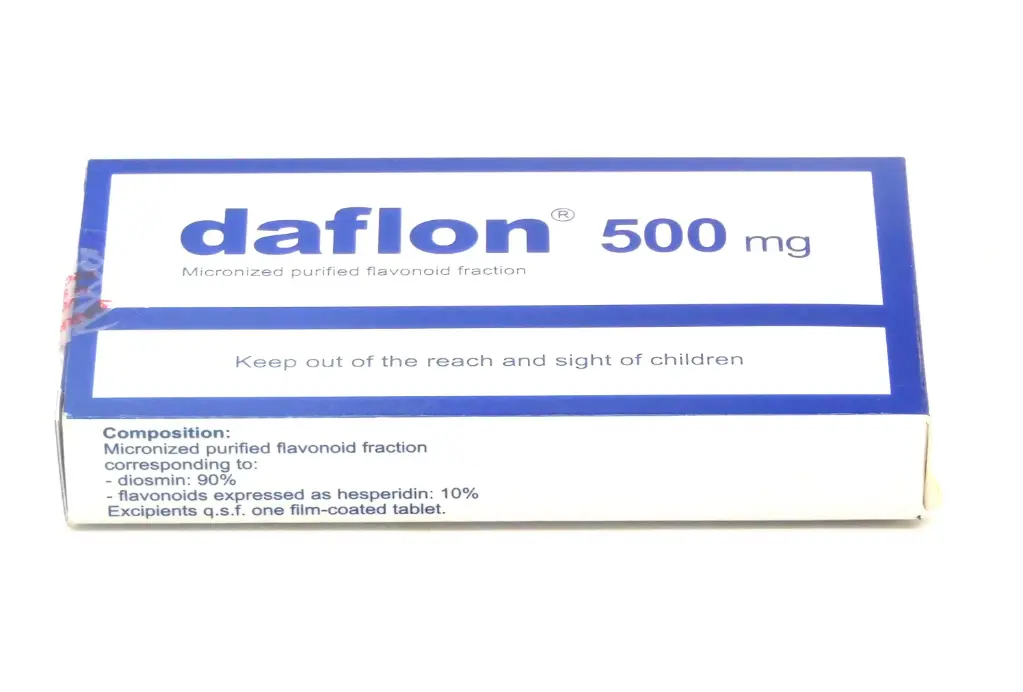 daflon® 500 mg
Micronized purified flavonoid fraction
Keep out of the reach and sight of children
Composition:
Micronized purified flavonoid fraction
corresponding to:
- diosmin: 90%
- flavonoids expressed as hesperidin: 10%
Excipients q.s.f. one film-coated tablet.